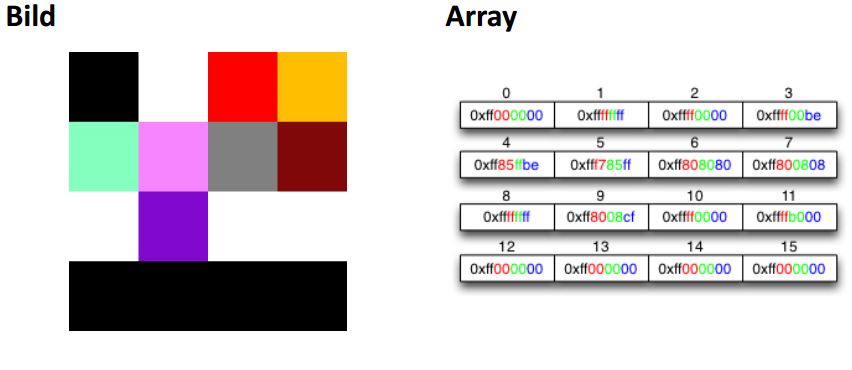 Bild
Array
0 1 2 3
0xff000000 0xffffffff 0xffff0000 0xffff00be
4 5 6 7
0xff85ffbe 0xfff785ff 0xff808080 0xff800808
8 9 10 11
0xffffffff 0xff8008cf 0xffff0000 0xffffb000
12 13 14 15
0xff000000 0xff000000 0xff000000 0xff000000